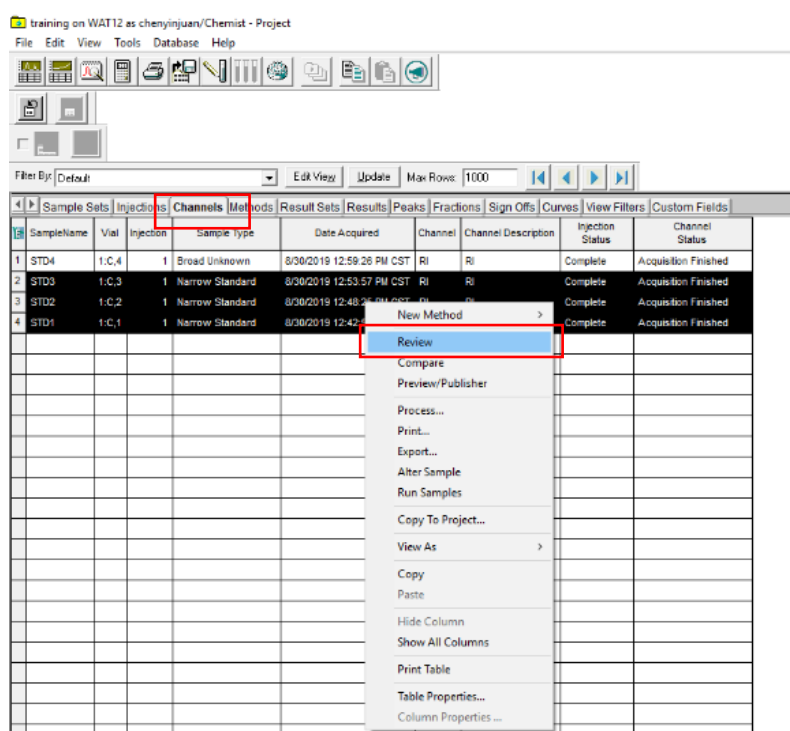 training on WAT12 as chenyinjuan/Chemist - Project
File Edit View Tools Database Help
Filter By: Default Edit View Update Max Rows: 1000
Sample Sets Injections Channels Methods Result Sets Results Peaks Fractions Sign Offs Curves View Filters Custom Fields
SampleName Vial Injection Sample Type Date Acquired Channel Channel Description Injection Status Channel Status
1 STD4 1:C,4 1 Broad Unknown 8/30/2019 12:59:26 PM CST RI RI Complete Acquisition Finished
2 STD3 1:C,3 1 Narrow Standard 8/30/2019 12:53:57 PM CST RI RI Complete Acquisition Finished
3 STD2 1:C,2 1 Narrow Standard 8/30/2019 Complete Acquisition Finished
4 STD1 1:C,1 1 Narrow Standard 8/30/2019 Complete Acquisition Finished
New Method
Review
Compare
Preview/Publisher
Process...
Print...
Export...
Alter Sample
Run Samples
Copy To Project...
View As
Copy
Paste
Hide Column
Show All Columns
Print Table
Table Properties...
Column Properties ...